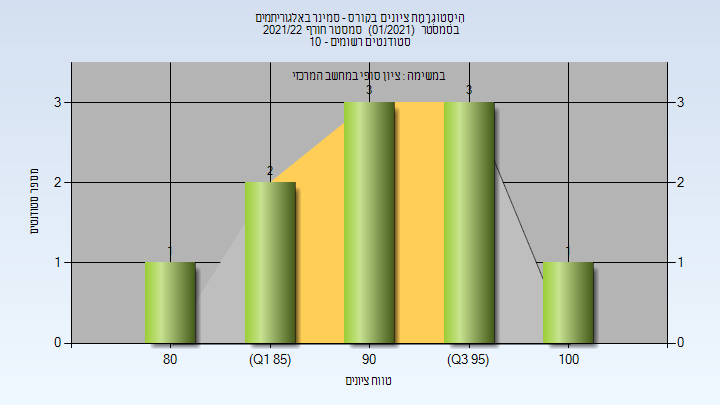 היסטוגרמת ציונים בקורס - סמינר באלגוריתמים
בסמסטר (01/2021) סמסטר חורף 2021/22
סטודנטים רשומים - 10
במשימה : ציון סופי במחשב המרכזי
מספר סטודנטים
3
2
1
0
3
2
1
0
1
2
3
3
1
80
(Q1 85)
90
(Q3 95)
100
טווח ציונים